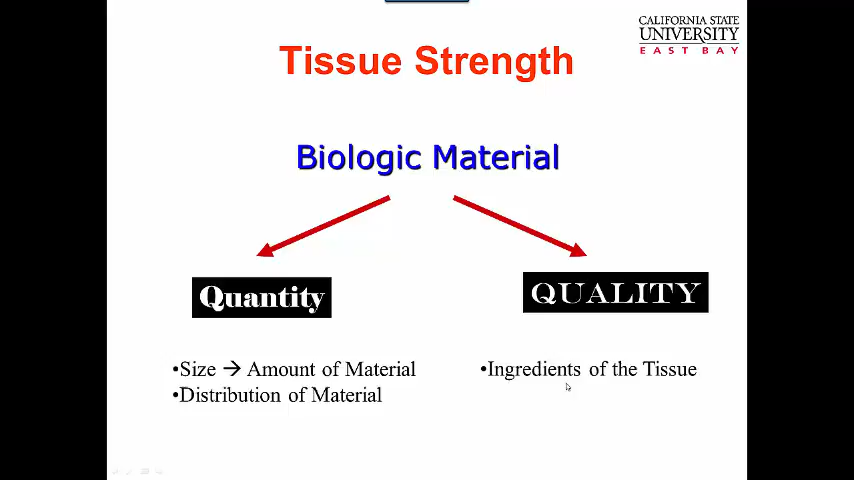 CALIFORNIA STATE
UNIVERSITY
EAST BAY
Tissue Strength
Biologic Material
Quantity
QUALITY
•Size → Amount of Material
•Distribution of Material
•Ingredients of the Tissue